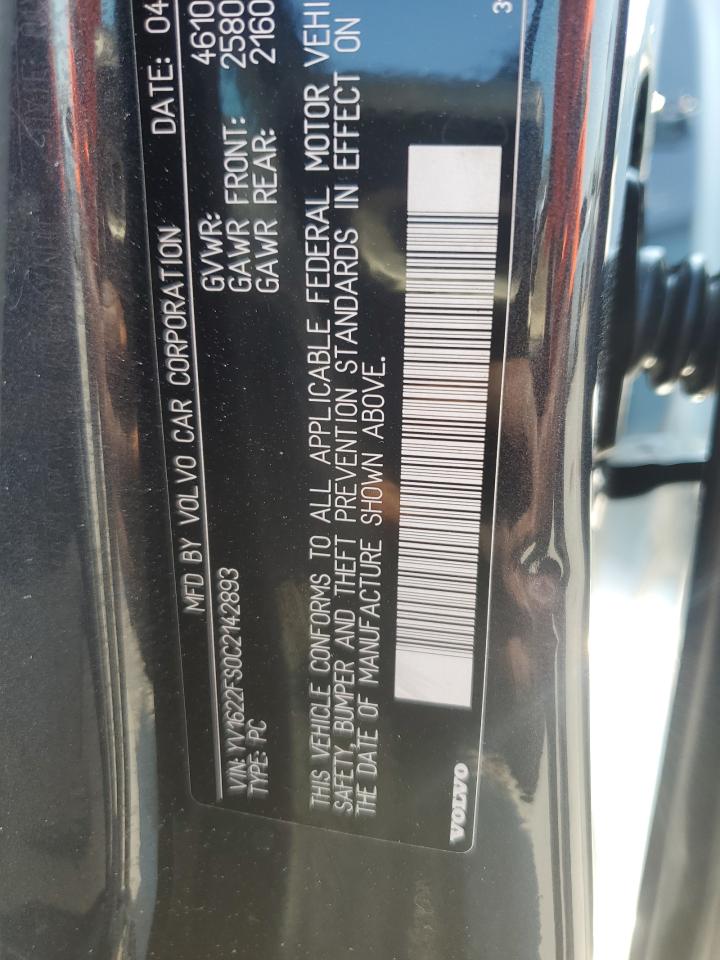 MFD BY VOLVO CAR CORPORATION DATE: 04
GVWR: 4610
GAWR FRONT: 2580
GAWR REAR: 2160
VIN: YV1622FS0C2142893
TYPE: PC
THIS VEHICLE CONFORMS TO ALL APPLICABLE FEDERAL MOTOR VEHI
SAFETY, BUMPER AND THEFT PREVENTION STANDARDS IN EFFECT ON
THE DATE OF MANUFACTURE SHOWN ABOVE.
VOLVO